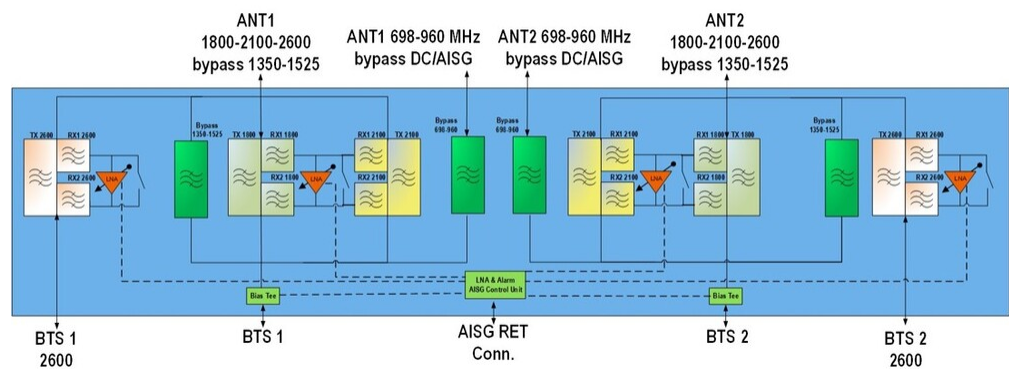 ANT1
1800-2100-2600
bypass 1350-1525
ANT1 698-960 MHz
bypass DC/AISG
ANT2 698-960 MHz
bypass DC/AISG
ANT2
1800-2100-2600
bypass 1350-1525
TX 2600
RX1 2600
RX2 2600
LNA
Bypass
1350-1525
TX 1800
RX1 1800
RX2 1800
LNA
RX1 2100
TX 2100
RX2 2100
Bypass
698-960
Bypass
698-960
TX 2100
RX1 2100
RX2 2100
LNA
RX1 1800
TX 1800
RX2 1800
Bypass
1350-1525
TX 2600
RX1 2600
RX2 2600
LNA
Bias Tee
LNA & Alarm
AISG Control Unit
Bias Tee
BTS 1
2600
BTS 1
AISG RET
Conn.
BTS 2
BTS 2
2600